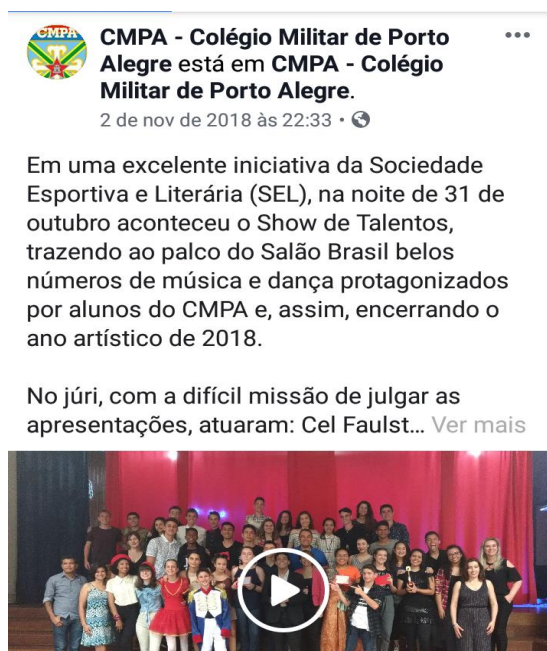 CMPA
CMPA - Colégio Militar de Porto
Alegre está em CMPA - Colégio
Militar de Porto Alegre.
2 de nov de 2018 às 22:33 •
Em uma excelente iniciativa da Sociedade
Esportiva e Literária (SEL), na noite de 31 de
outubro aconteceu o Show de Talentos,
trazendo ao palco do Salão Brasil belos
números de música e dança protagonizados
por alunos do CMPA e, assim, encerrando o
ano artístico de 2018.
No júri, com a difícil missão de julgar as
apresentações, atuaram: Cel Faulst... Ver mais